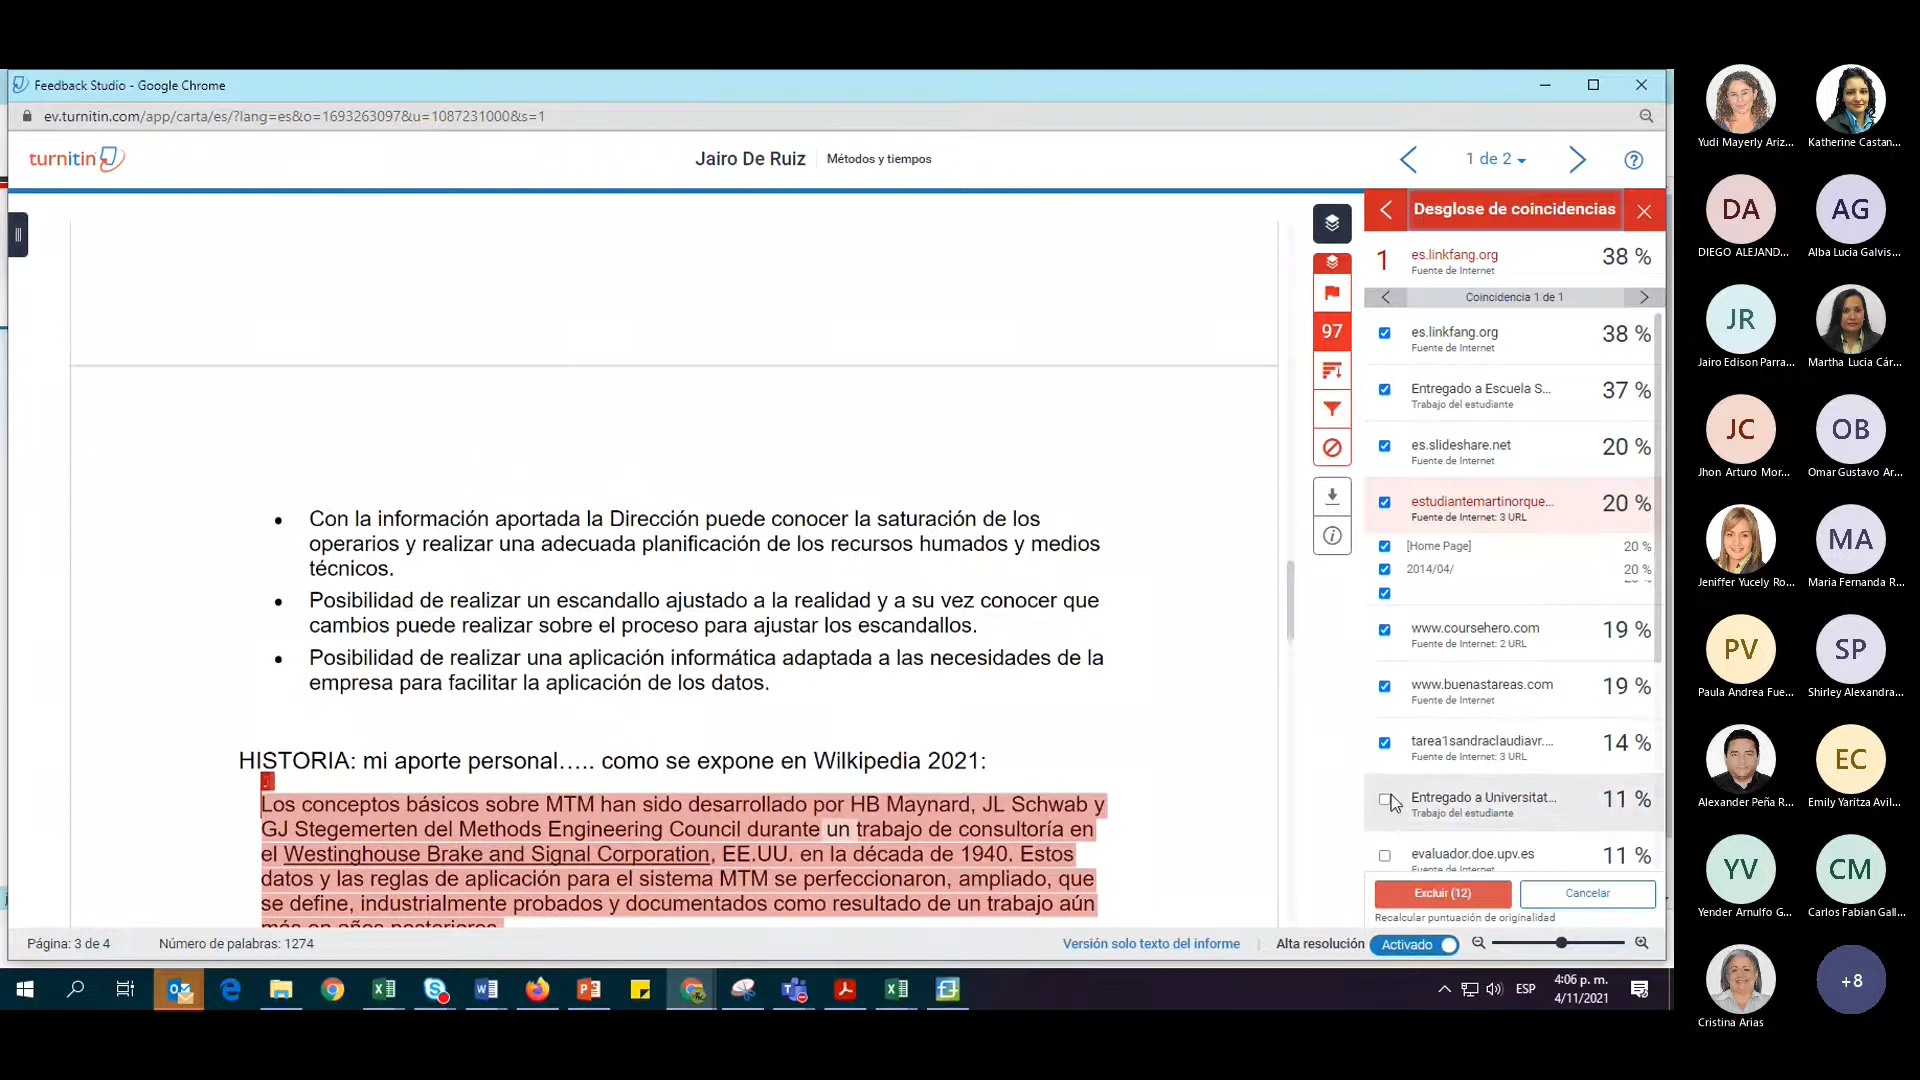 Feedback Studio - Google Chrome
ev.turnitin.com/app/carta/es/?lang=es&o=1693263097&u=1087231000&s=1
turnitin
Jairo De Ruiz
Métodos y tiempos
1 de 2
?
Con la información aportada la Dirección puede conocer la saturación de los
operarios y realizar una adecuada planificación de los recursos humanos y medios
técnicos.
Posibilidad de realizar un escandallo ajustado a la realidad y a su vez conocer que
cambios puede realizar sobre el proceso para ajustar los escandallos.
Posibilidad de realizar una aplicación informática adaptada a las necesidades de la
empresa para facilitar la aplicación de los datos.
HISTORIA: mi aporte personal….. como se expone en Wilkipedia 2021:
Los conceptos básicos sobre MTM han sido desarrollado por HB Maynard, JL Schwab y
GJ Stegemerten del Methods Engineering Council durante un trabajo de consultoría en
el Westinghouse Brake and Signal Corporation, EE.UU. en la década de 1940. Estos
datos y las reglas de aplicación para el sistema MTM se perfeccionaron, ampliado, que
se define, industrialmente probados y documentados como resultado de un trabajo aún
más en años posteriores.
97
Desglose de coincidencias
1 es.linkfang.org 38 %
Fuente de Internet
Coincidencia 1 de 1
es.linkfang.org 38 %
Fuente de Internet
Entregado a Escuela S... 37 %
Trabajo del estudiante
es.slideshare.net 20 %
Fuente de Internet
estudiantemartinorque... 20 %
Fuente de Internet: 3 URL
[Home Page] 20 %
2014/04/ 20 %
www.coursehero.com 19 %
Fuente de Internet: 2 URL
www.buenastareas.com 19 %
Fuente de Internet
tarea1sandraclaudiavr.... 14 %
Fuente de Internet: 3 URL
Entregado a Universitat... 11 %
Trabajo del estudiante
evaluador.doe.upv.es 11 %
Fuente de Internet
Excluir (12)
Cancelar
Recalcular puntuación de originalidad
Página: 3 de 4
Número de palabras: 1274
Versión solo texto del informe
Alta resolución
Activado
ESP
4:06 p. m.
4/11/2021
Yudi Mayerly Ariz...
Katherine Castan...
DA
AG
DIEGO ALEJAND...
Alba Lucia Galvis...
JR
Jairo Edison Parra...
Martha Lucia Cár...
JC
OB
Jhon Arturo Mor...
Omar Gustavo Ar...
MA
Jeniffer Yucely Ro...
Maria Fernanda R...
PV
SP
Paula Andrea Fue...
Shirley Alexandra...
EC
Alexander Peña R...
Emily Yaritza Avil...
YV
CM
Yender Arnulfo G...
Carlos Fabian Gall...
+8
Cristina Arias